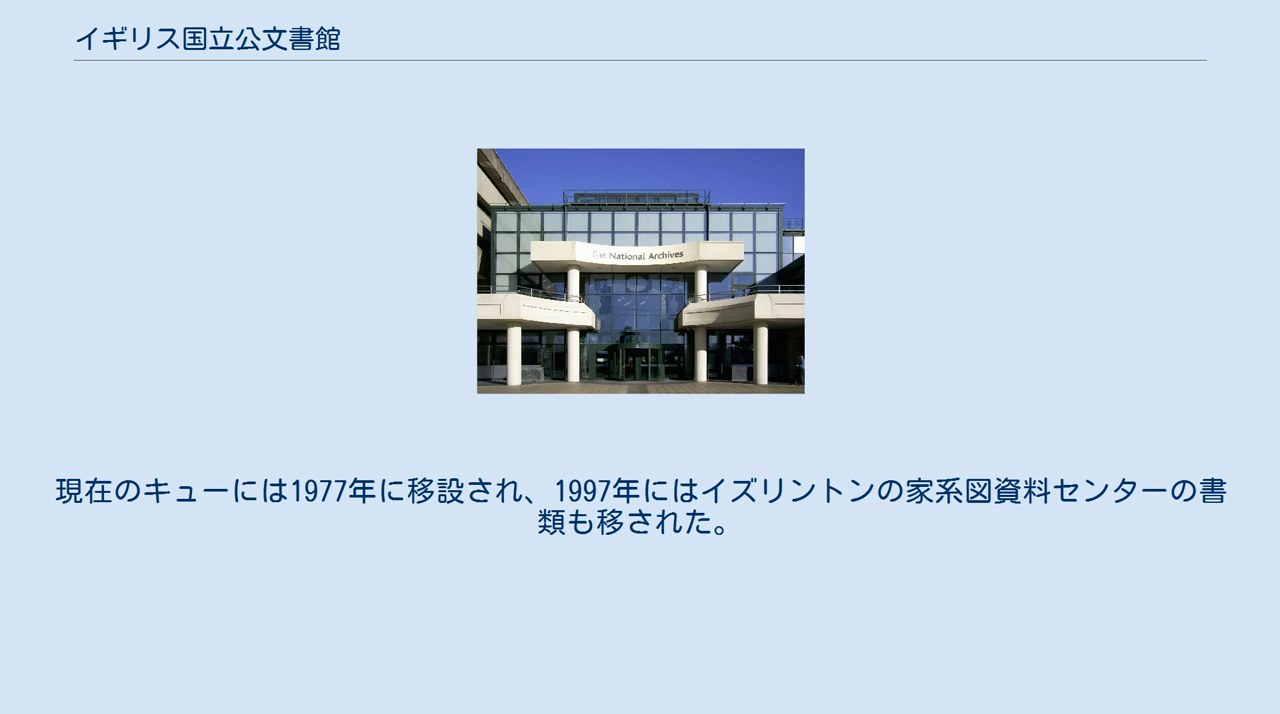 イギリス国立公文書館
The National Archives
現在のキューには1977年に移設され、1997年にはイズリントンの家系図資料センターの書
類も移された。